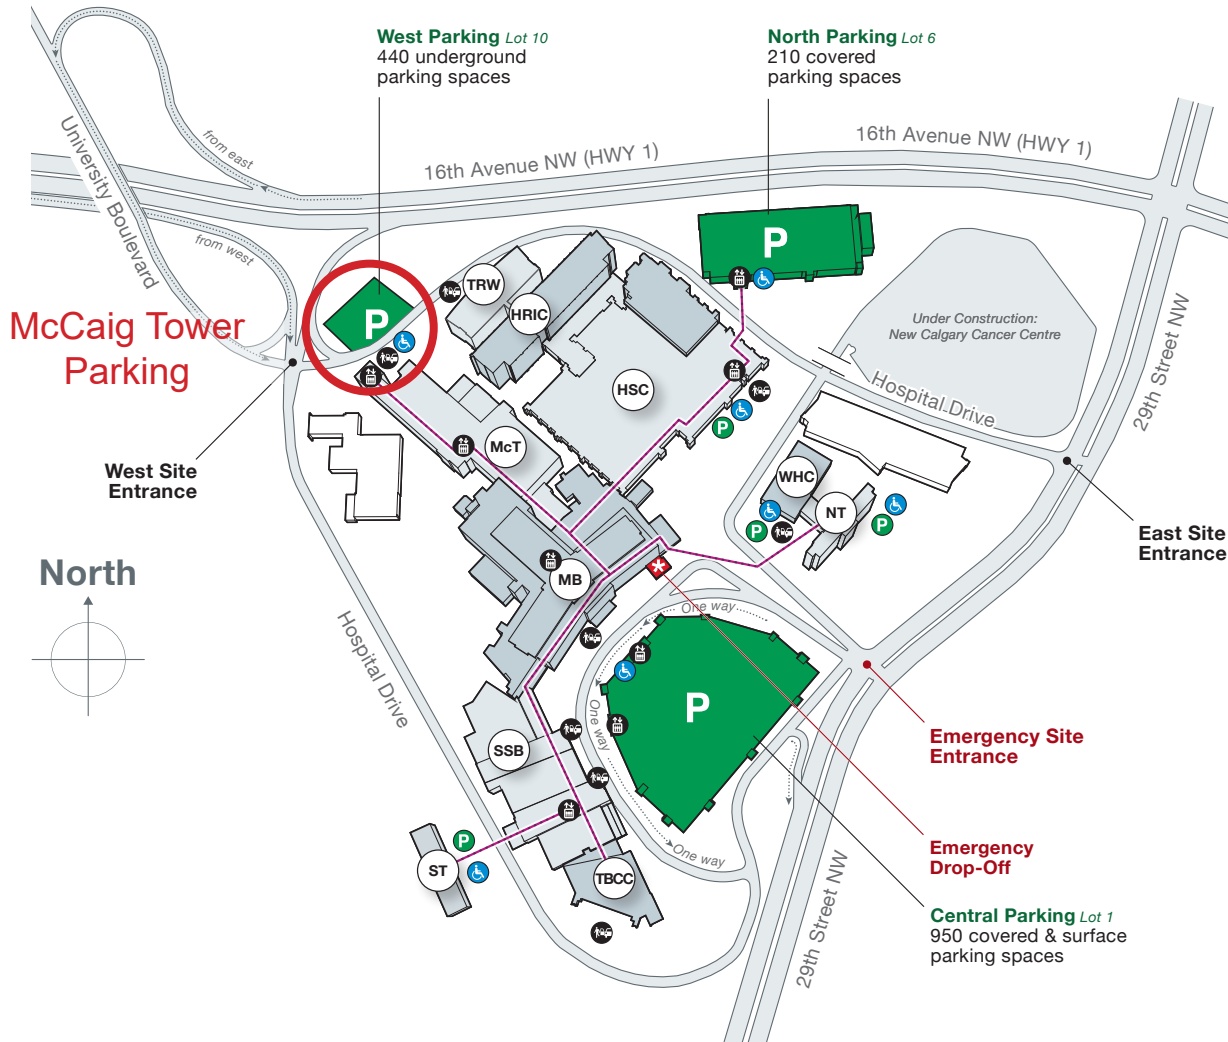 West Parking Lot 10
440 underground
parking spaces
North Parking Lot 6
210 covered
parking spaces
University Boulevard
from east
16th Avenue NW (HWY 1)
16th Avenue NW (HWY 1)
from west
P
P
TRW
HRIC
Under Construction:
New Calgary Cancer Centre
29th Street NW
McCaig Tower
Parking
HSC
Hospital Drive
P
McT
West Site
Entrance
WHC
NT
P
P
East Site
Entrance
North
MB
One way
Hospital Drive
P
One way
Emergency Site
Entrance
SSB
P
ST
One way
TBCC
Emergency
Drop-Off
29th Street NW
Central Parking Lot 1
950 covered & surface
parking spaces